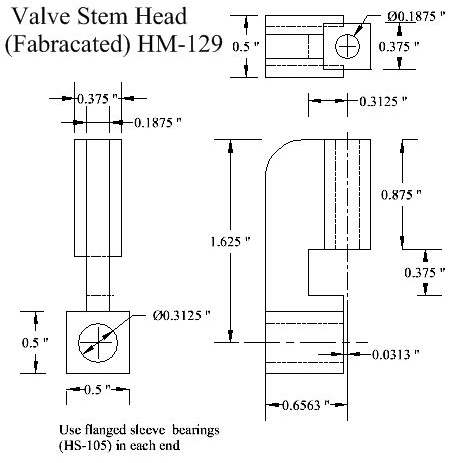 Valve Stem Head
(Fabracated) HM-129
0.5 "
Ø0.1875 "
0.375 "
0.3125 "
0.375 "
0.1875 "
1.625 "
0.875 "
0.375 "
Ø0.3125 "
0.5 "
0.0313 "
0.5 "
0.6563 "
Use flanged sleeve bearings
(HS-105) in each end